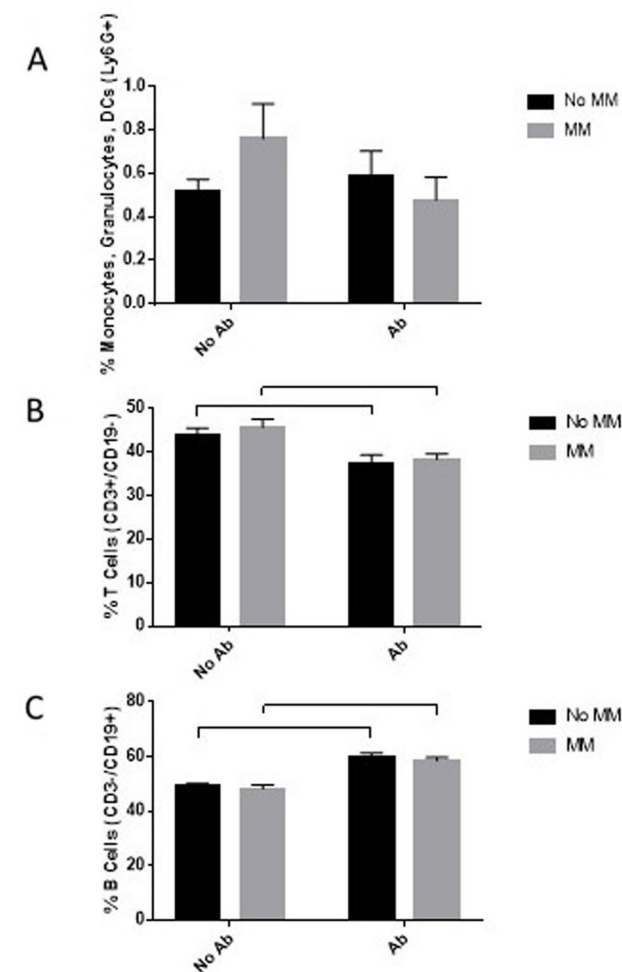 A
% Monocytes, Granulocytes, DCs (Ly6G+)
1.0
0.8
0.6
0.4
0.2
0.0
No Ab
Ab
No MM
MM
B
% T Cells (CD3+/CD19-)
50
40
30
20
10
0
No Ab
Ab
No MM
MM
C
% B Cells (CD3-/CD19+)
80
60
40
20
0
No Ab
Ab
No MM
MM